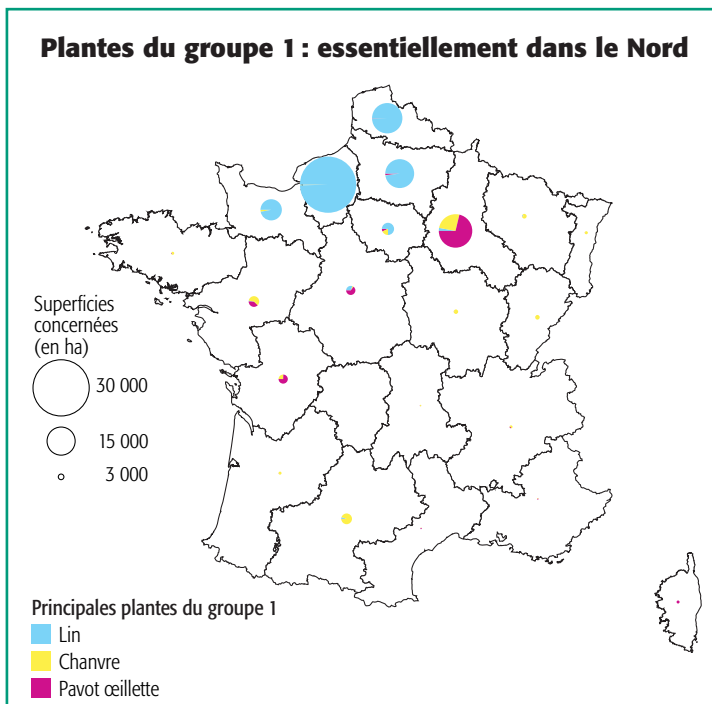 Plantes du groupe 1 : essentiellement dans le Nord
Superficies
concernées
(en ha)
30 000
15 000
3 000
Principales plantes du groupe 1
Lin
Chanvre
Pavot œillette